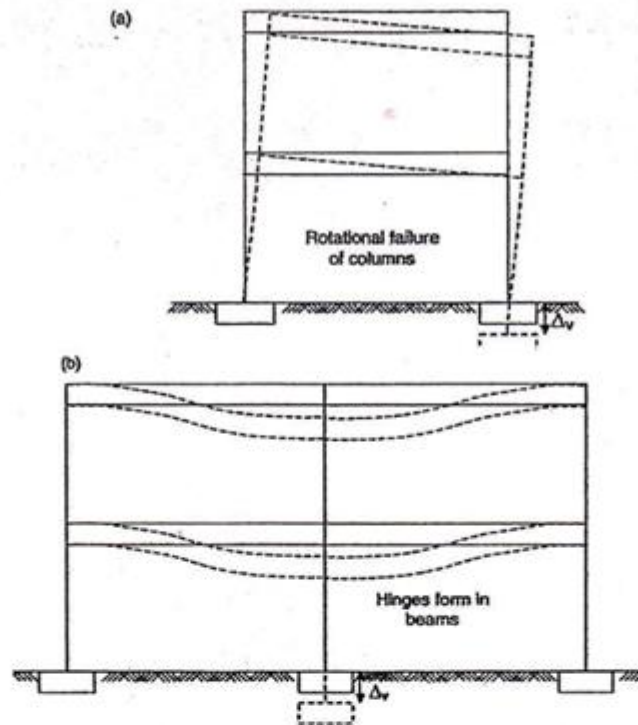 (a)
Rotational failure
of columns
Δv
(b)
Hinges form in
beams
Δv